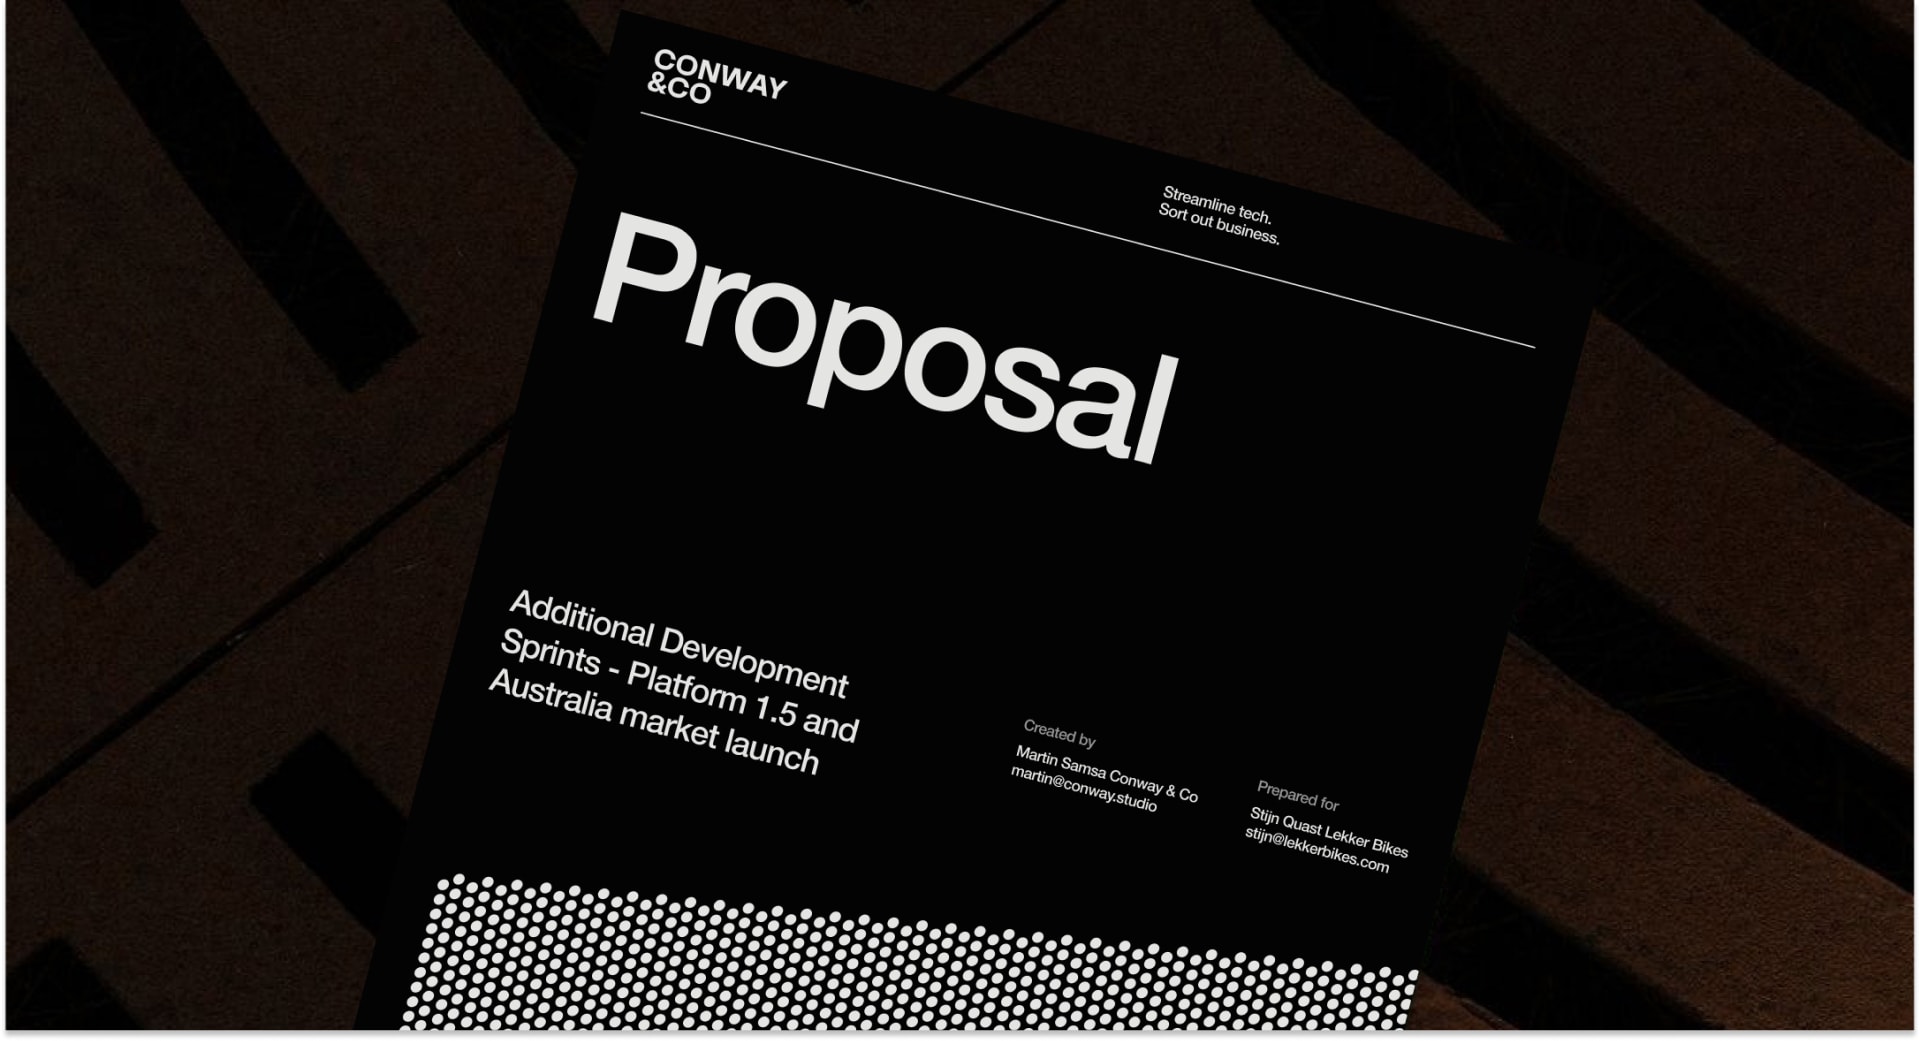 CONWAY
&CO
Streamline tech.
Sort out business.
Proposal
Additional Development
Sprints - Platform 1.5 and
Australia market launch
Created by
Martin Samsa Conway & Co
martin@conway.studio
Prepared for
Stijn Quast Lekker Bikes
stijn@lekkerbikes.com